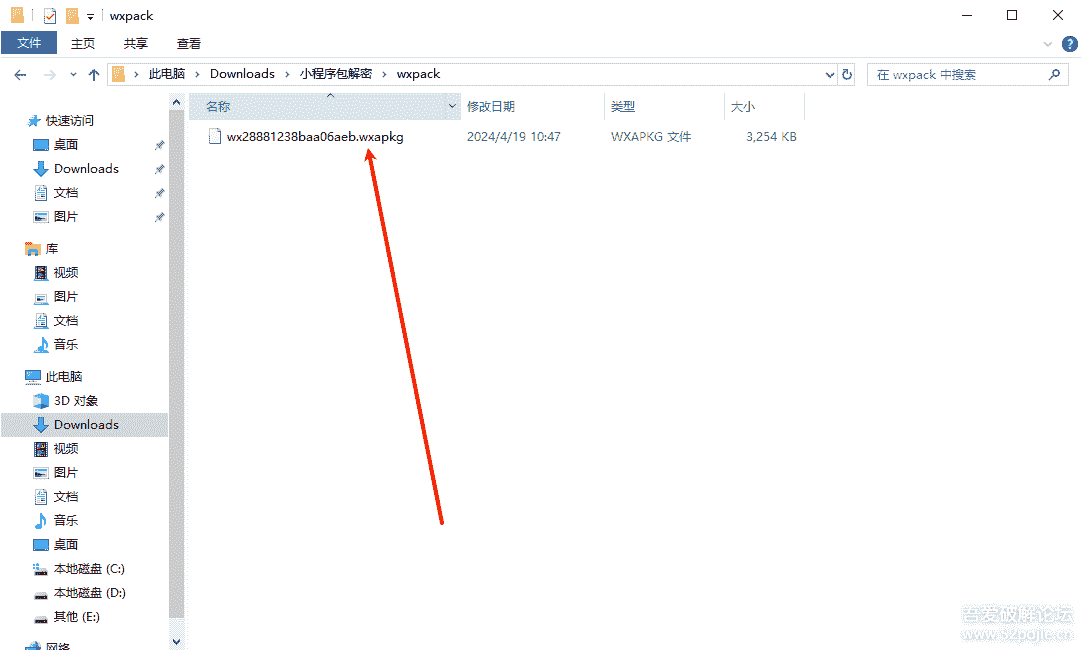 wxpack
文件 主页 共享 查看
此电脑 Downloads 小程序包解密 wxpack
在 wxpack 中搜索
名称 修改日期 类型 大小
wx28881238baa06aeb.wxapkg 2024/4/19 10:47 WXAPKG 文件 3,254 KB
快速访问
桌面
Downloads
文档
图片
库
视频
图片
文档
音乐
此电脑
3D 对象
Downloads
视频
图片
文档
音乐
桌面
本地磁盘 (C:)
本地磁盘 (D:)
其他 (E:)
网络
吾爱破解论坛
www.52pojie.cn